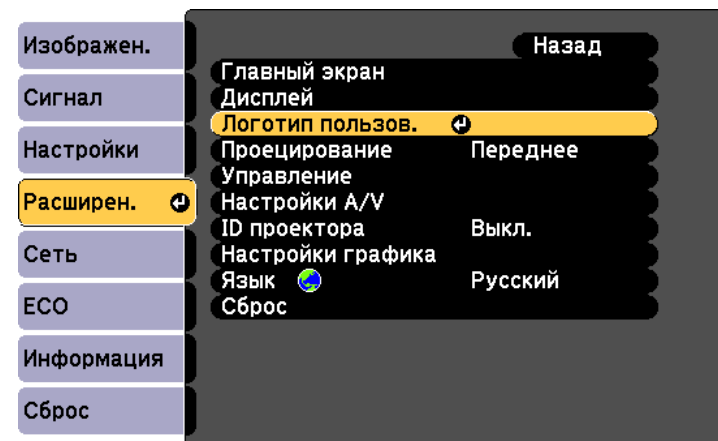 Изображен.
Сигнал
Настройки
Расширен.
Сеть
ECO
Информация
Сброс
Назад
Главный экран
Дисплей
Логотип пользов.
Проецирование Переднее
Управление
Настройки A/V
ID проектора Выкл.
Настройки графика
Язык Русский
Сброс